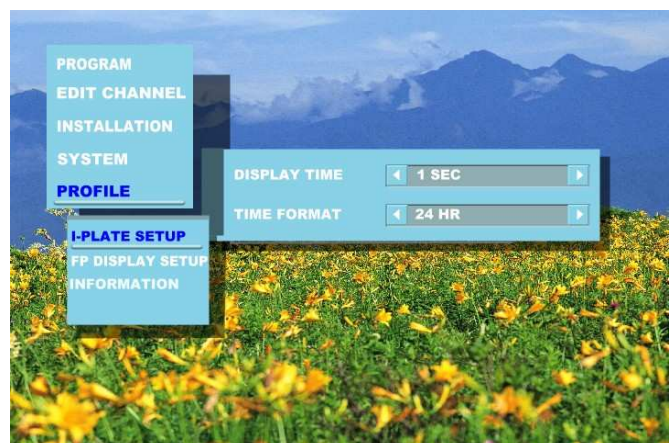 PROGRAM
EDIT CHANNEL
INSTALLATION
SYSTEM
PROFILE
I-PLATE SETUP
FP DISPLAY SETUP
INFORMATION
DISPLAY TIME 1 SEC
TIME FORMAT 24 HR